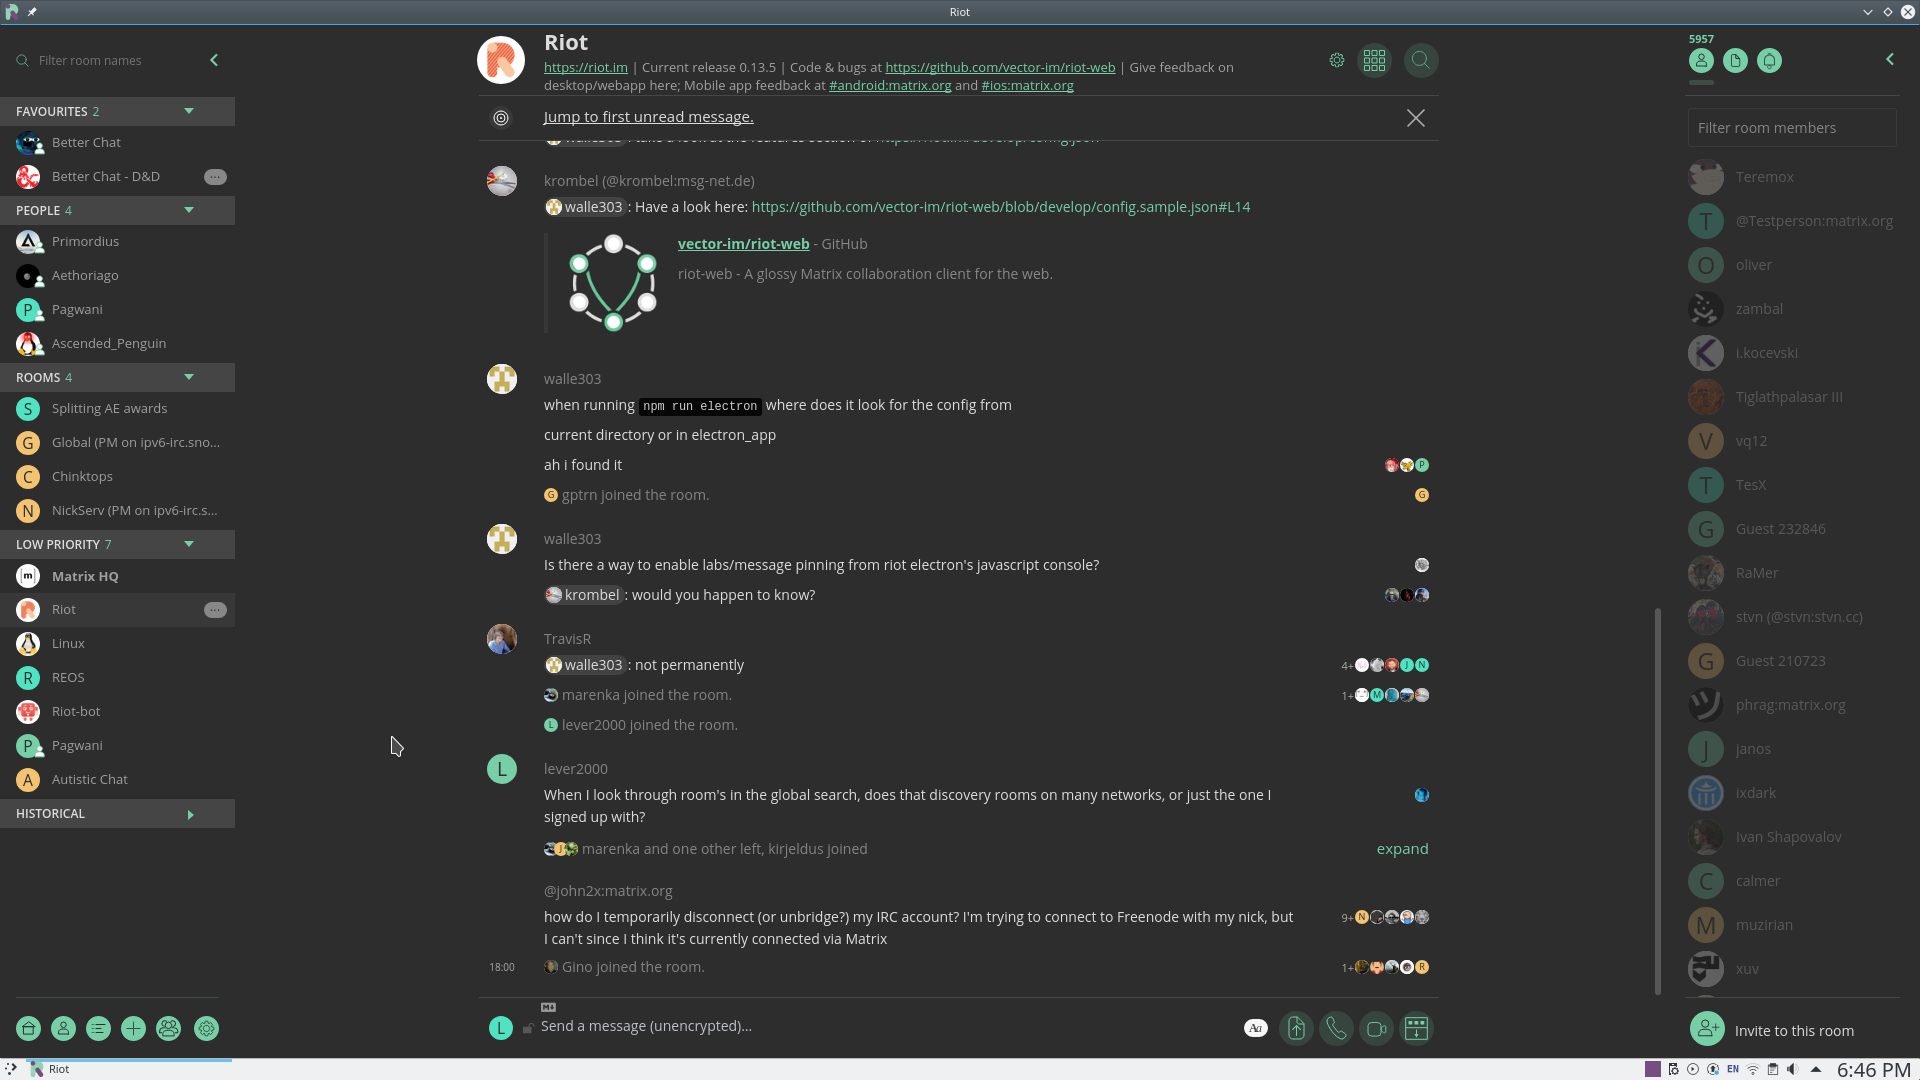 Riot
Filter room names
FAVOURITES 2
Better Chat
Better Chat - D&D
PEOPLE 4
Primordius
Aethoriago
P Pagwani
Ascended_Penguin
ROOMS 4
S Splitting AE awards
G Global (PM on ipv6-irc.sno...
C Chinktops
N NickServ (PM on ipv6-irc.s...
LOW PRIORITY 7
[m] Matrix HQ
Riot
Linux
S REOS
Riot-bot
P Pagwani
A Autistic Chat
HISTORICAL
Riot
https://riot.im | Current release 0.13.5 | Code & bugs at https://github.com/vector-im/riot-web | Give feedback on
desktop/webapp here; Mobile app feedback at #android:matrix.org and #ios:matrix.org
Jump to first unread message.
krombel (@krombel:msg-net.de)
walle303 : Have a look here: https://github.com/vector-im/riot-web/blob/develop/config.sample.json#L14
vector-im/riot-web - GitHub
riot-web - A glossy Matrix collaboration client for the web.
walle303
when running npm run electron where does it look for the config from
current directory or in electron_app
ah i found it
P
G gptrn joined the room.
G
walle303
Is there a way to enable labs/message pinning from riot electron's javascript console?
krombel : would you happen to know?
TravisR
walle303 : not permanently
4+ J N
marenka joined the room.
1+ M
L lever2000 joined the room.
L lever2000
When I look through room's in the global search, does that discovery rooms on many networks, or just the one I
signed up with?
marenka and one other left, kirjeldus joined
expand
@john2x:matrix.org
how do I temporarily disconnect (or unbridge?) my IRC account? I'm trying to connect to Freenode with my nick, but
I can't since I think it's currently connected via Matrix
9+ N
18:00 Gino joined the room.
1+ R
M
L Send a message (unencrypted)...
Aa
5957
Filter room members
Teremox
T @Testperson:matrix.org
O oliver
zambal
i.kocevski
Tiglathpalasar III
V vq12
T TesX
G Guest 232846
RaMer
stvn (@stvn:stvn.cc)
G Guest 210723
phrag:matrix.org
J janos
ixdark
Ivan Shapovalov
C calmer
M muzirian
xuv
Invite to this room
Riot
EN
6:46 PM